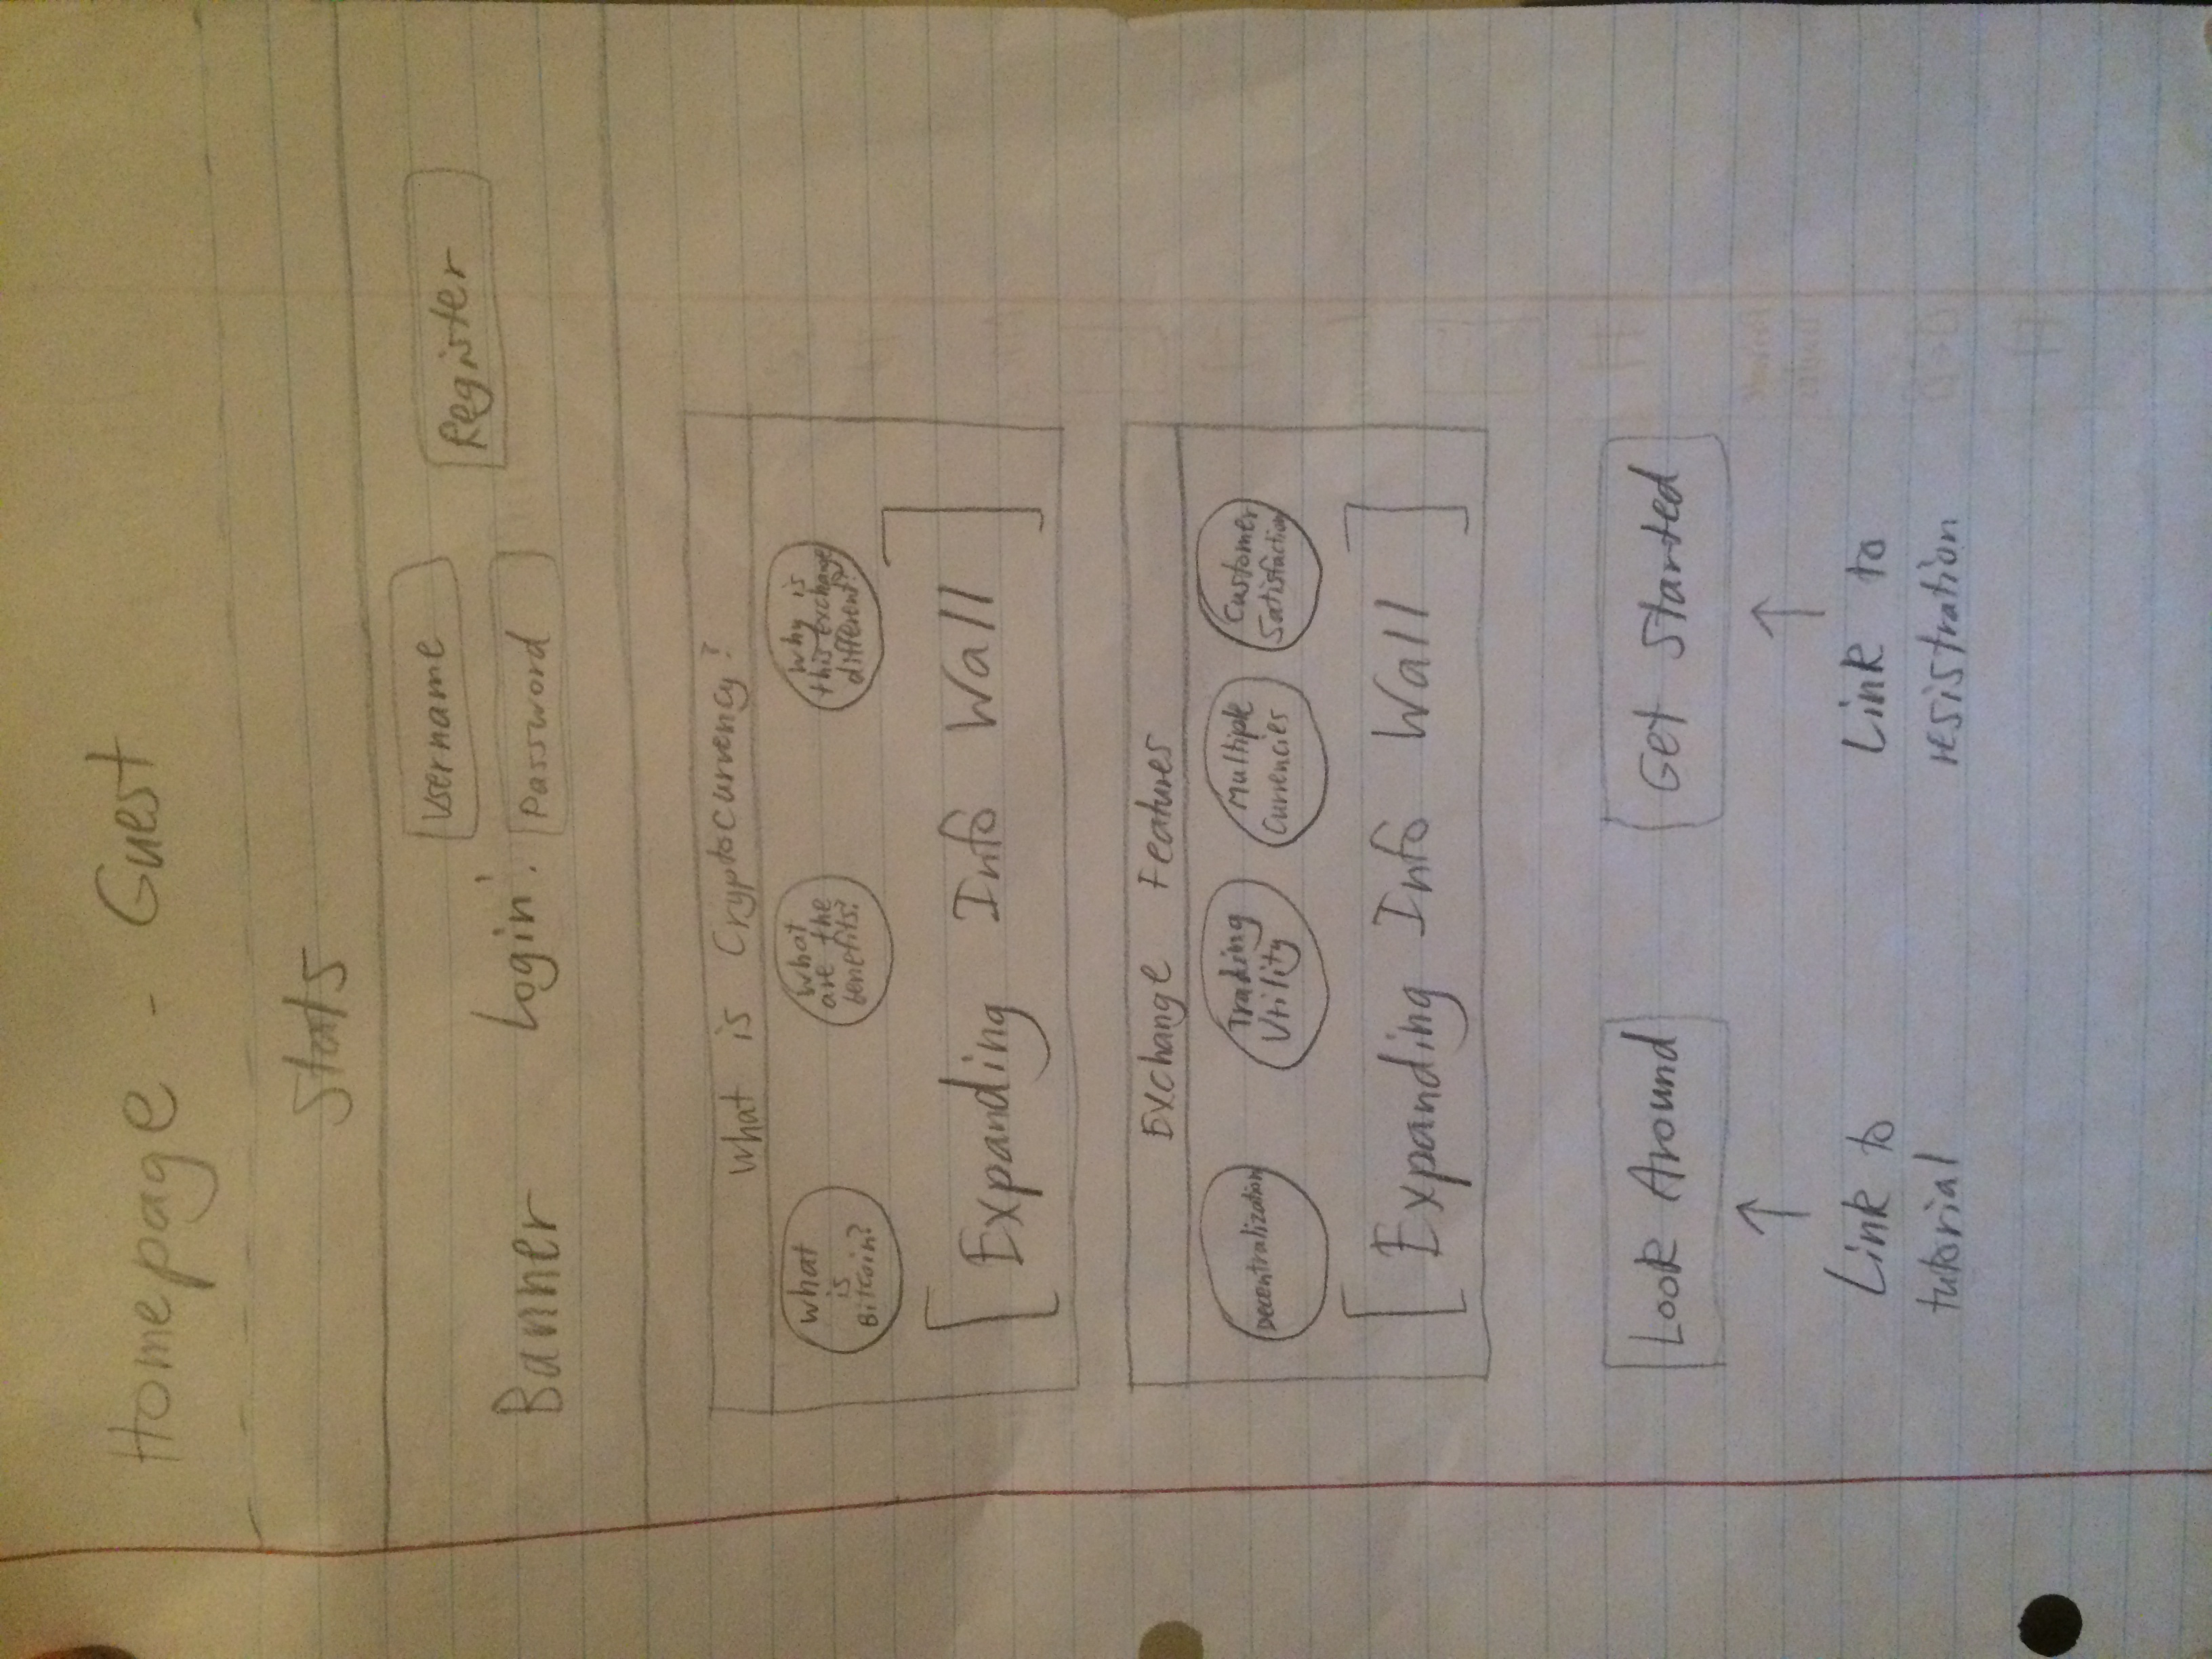 Homepage - Guest
Stats
Username
Register
Banner Login:
Password
What is Cryptocurrency?
What
is
Bitcoin?
What
are the
benefits?
Why is
this exchange
different?
[Expanding Info Wall]
Exchange Features
Decentralization
Trading
Utility
Multiple
Currencies
Customer
Satisfaction
[Expanding Info Wall]
Look Around
Get Started
↑
↑
Link to
tutorial
Link to
resistration